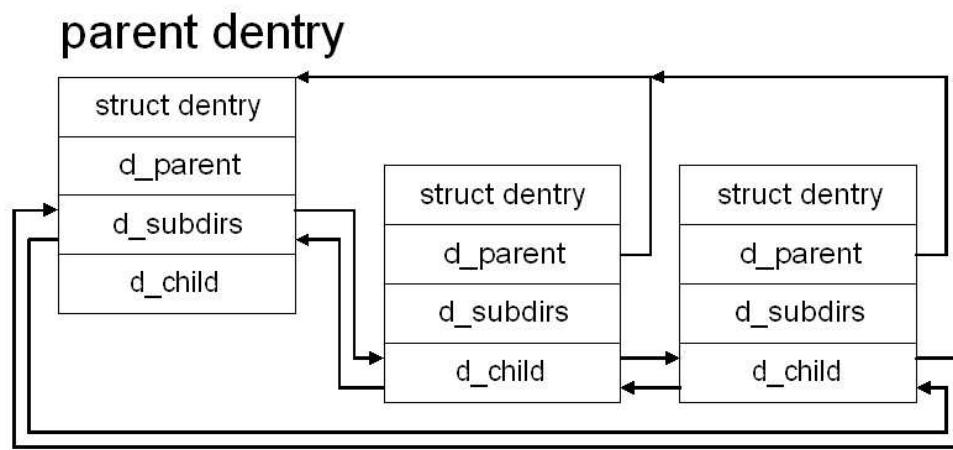 parent dentry
struct dentry
d_parent
d_subdirs
d_child
struct dentry
d_parent
d_subdirs
d_child
struct dentry
d_parent
d_subdirs
d_child